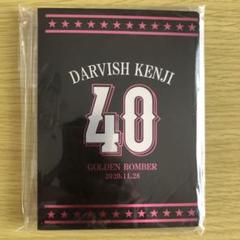 DARVISH KENJI
40
GOLDEN BOMBER
2020.11.28